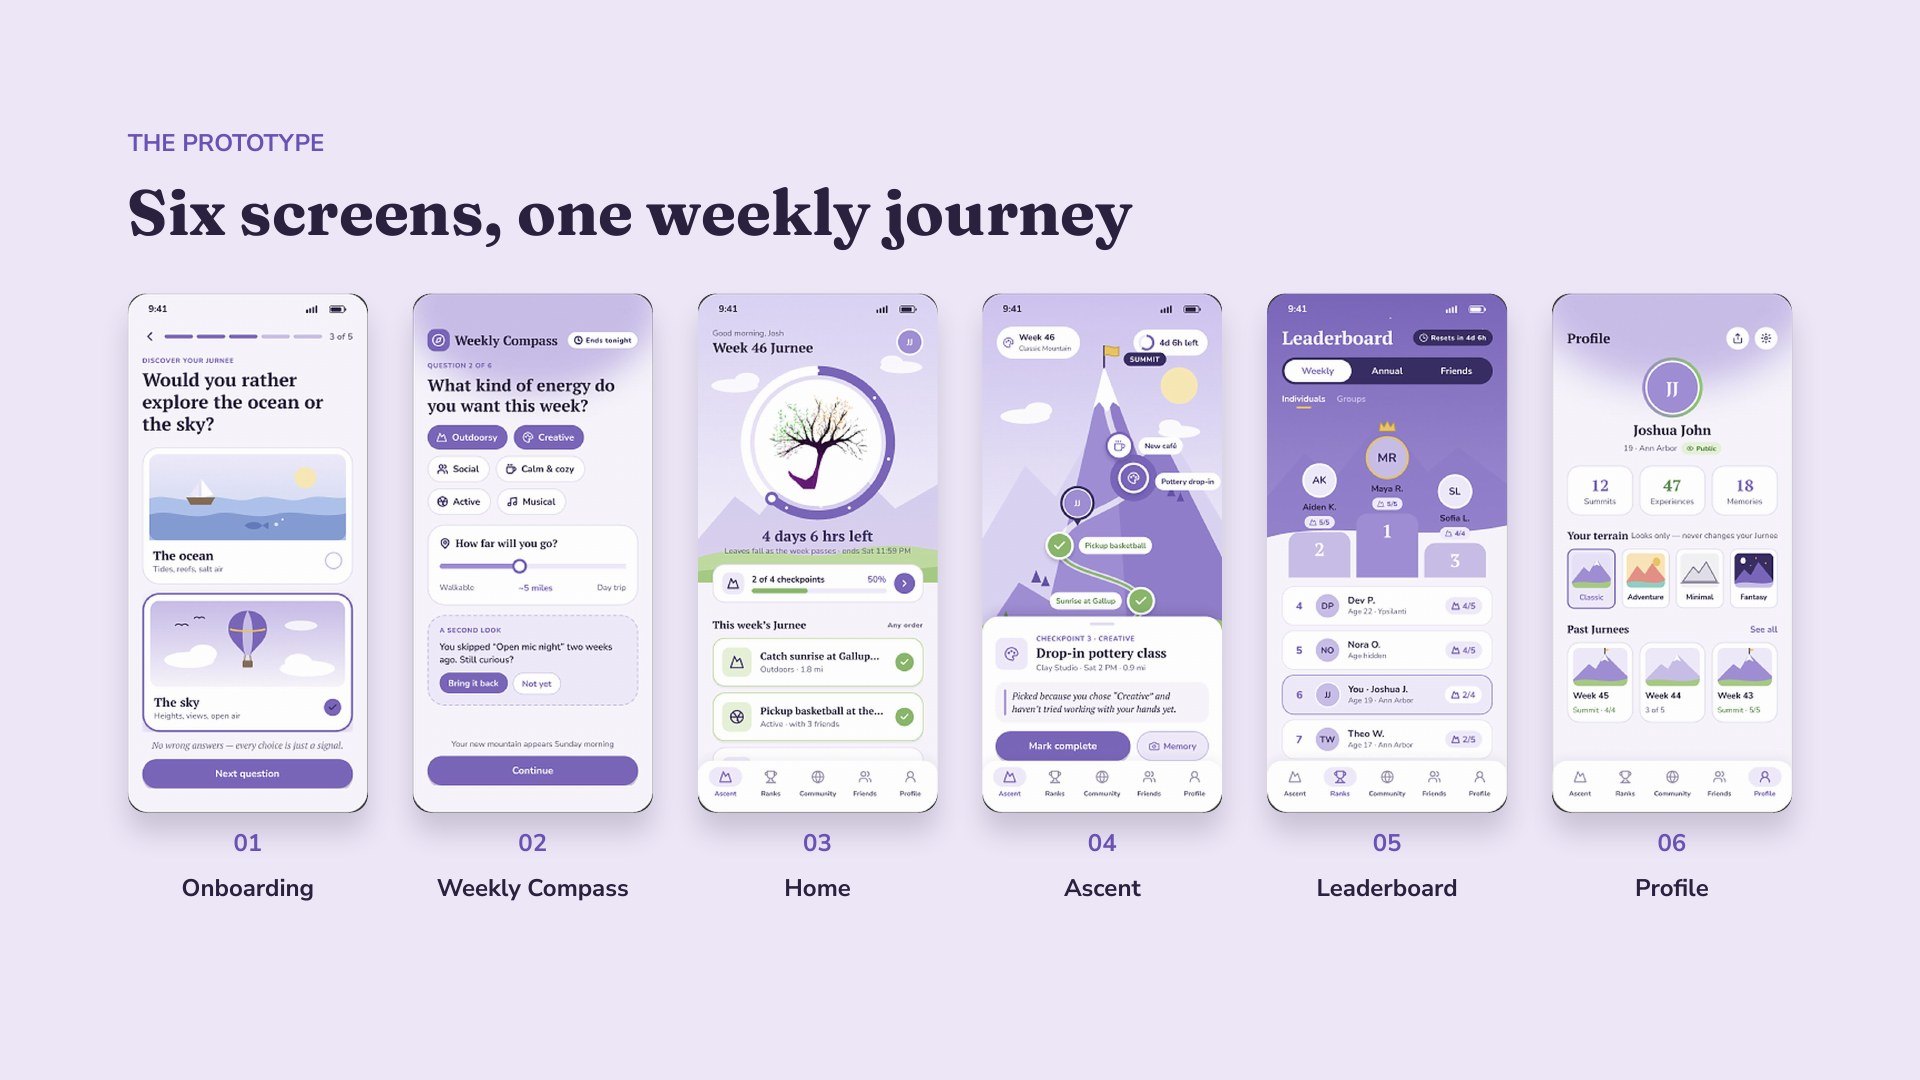 THE PROTOTYPE
Six screens, one weekly journey
9:41
3 of 5
DISCOVER YOUR JURNEE
Would you rather
explore the ocean or
the sky?
The ocean
Tides, reefs, salt air
The sky
Heights, views, open air
No wrong answers — every choice is just a signal.
Next question
01
Onboarding
Weekly Compass
Ends tonight
QUESTION 2 OF 6
What kind of energy do
you want this week?
Outdoorsy
Creative
Social
Calm & cozy
Active
Musical
How far will you go?
Walkable
~5 miles
Day trip
A SECOND LOOK
You skipped "Open mic night" two weeks
ago. Still curious?
Bring it back
Not yet
Your new mountain appears Sunday morning
Continue
02
Weekly Compass
9:41
Good morning, Josh
Week 46 Jurnee
JJ
4 days 6 hrs left
Leaves fall as the week passes · ends Sat 11:59 PM
2 of 4 checkpoints
50%
This week's Jurnee
Any order
Catch sunrise at Gallup...
Outdoors · 1.8 mi
Pickup basketball at the...
Active · with 3 friends
Ascent
Ranks
Community
Friends
Profile
03
Home
9:41
Week 46
Classic Mountain
4d 6h left
SUMMIT
New café
Pottery drop-in
JJ
Pickup basketball
Sunrise at Gallup
CHECKPOINT 3 · CREATIVE
Drop-in pottery class
Clay Studio · Sat 2 PM · 0.9 mi
Picked because you chose "Creative" and
haven't tried working with your hands yet.
Mark complete
Memory
Ascent
Ranks
Community
Friends
Profile
04
Ascent
9:41
Leaderboard
Resets in 4d 6h
Weekly
Annual
Friends
Individuals
Groups
MR
Maya R.
5/5
AK
Aiden K.
5/5
SL
Sofia L.
4/4
1
2
3
4
DP
Dev P.
Age 22 · Ypsilanti
4/5
5
NO
Nora O.
Age hidden
4/5
6
JJ
You · Joshua J.
Age 19 · Ann Arbor
2/4
7
TW
Theo W.
Age 17 · Ann Arbor
2/5
Ascent
Ranks
Community
Friends
Profile
05
Leaderboard
Profile
JJ
Joshua John
19 · Ann Arbor
Public
12
Summits
47
Experiences
18
Memories
Your terrain
Looks only — never changes your Jurnee
Classic
Adventure
Minimal
Fantasy
Past Jurnees
See all
Week 45
Summit · 4/4
Week 44
3 of 5
Week 43
Summit · 5/5
Ascent
Ranks
Community
Friends
Profile
06
Profile